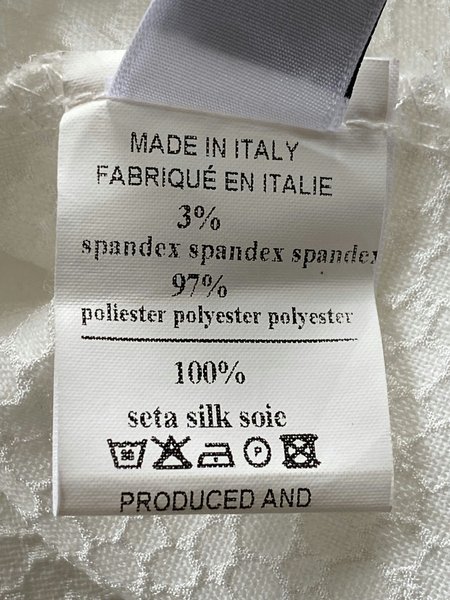 MADE IN ITALY
FABRIQUÉ EN ITALIE
3%
spandex spandex spandex
97%
poliester polyester polyester
100%
seta silk soie
P
PRODUCED AND